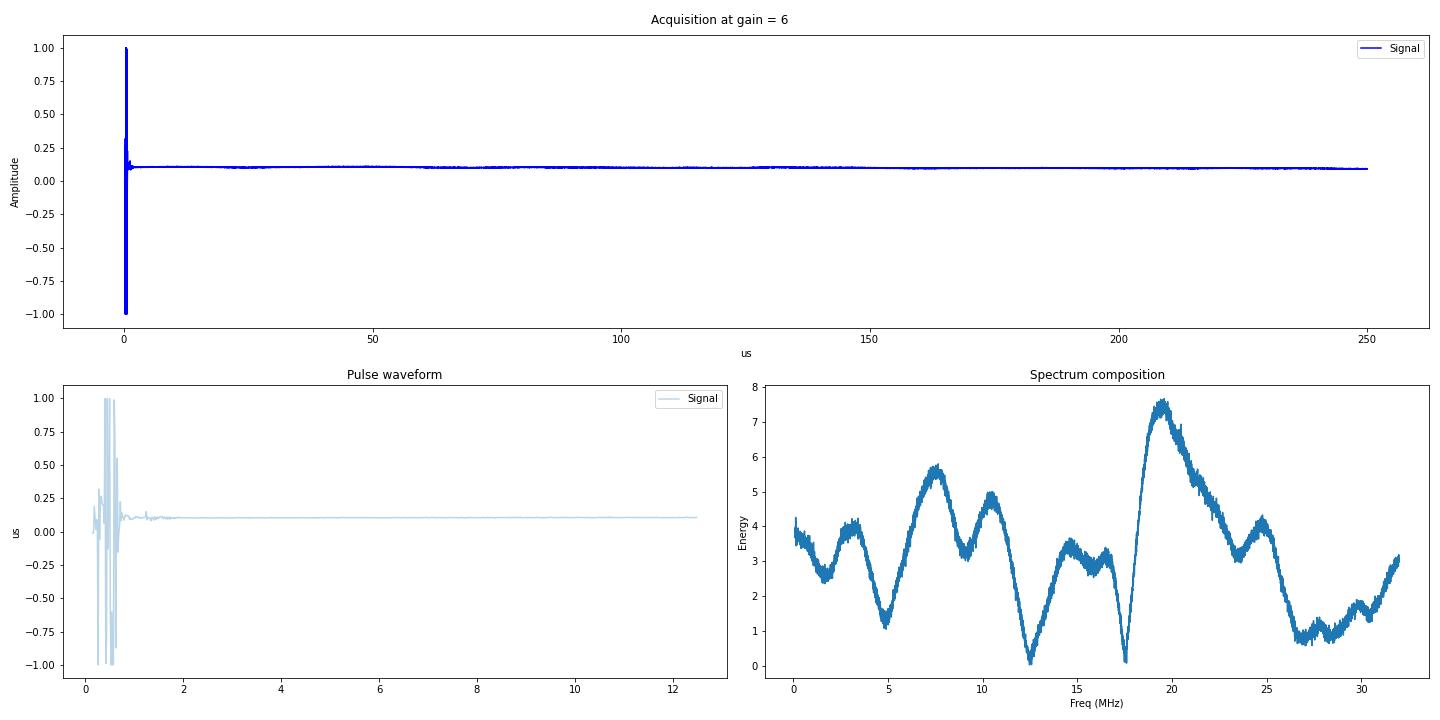 Acquisition at gain = 6
Signal
Amplitude
1.00
0.75
0.50
0.25
0.00
−0.25
−0.50
−0.75
−1.00
0 50 100 150 200 250
us
Pulse waveform
Signal
us
1.00
0.75
0.50
0.25
0.00
−0.25
−0.50
−0.75
−1.00
0 2 4 6 8 10 12
Spectrum composition
Energy
8
7
6
5
4
3
2
1
0
0 5 10 15 20 25 30
Freq (MHz)